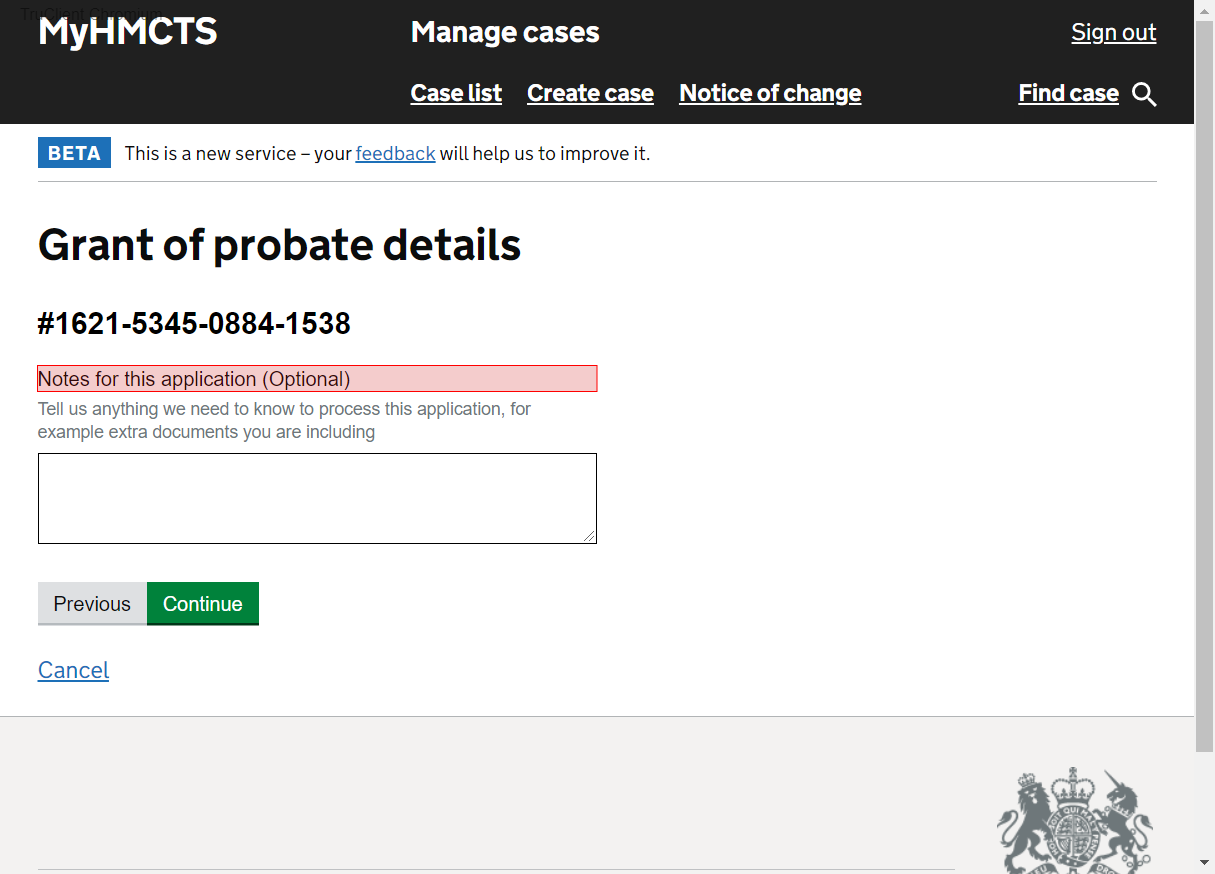 TruClient Chromium
MyHMCTS
Manage cases
Sign out
Case list Create case Notice of change Find case
BETA This is a new service – your feedback will help us to improve it.
Grant of probate details
#1621-5345-0884-1538
Notes for this application (Optional)
Tell us anything we need to know to process this application, for
example extra documents you are including
Previous Continue
Cancel